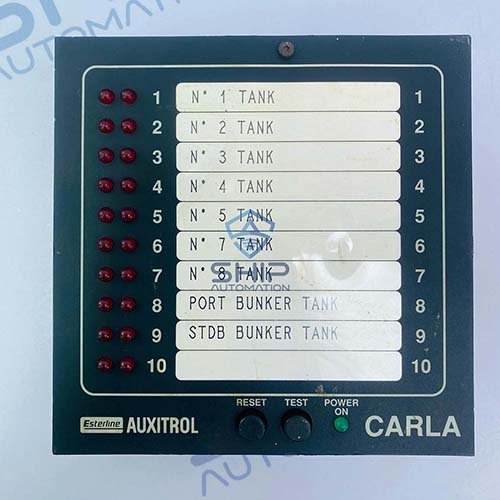 1 N° 1 TANK 1
2 N° 2 TANK 2
3 N° 3 TANK 3
4 N° 4 TANK 4
5 N° 5 TANK 5
6 N° 7 TANK 6
7 N° 8 TANK 7
8 PORT BUNKER TANK 8
9 STDB BUNKER TANK 9
10 10
SHIP
AUTOMATION
RESET TEST POWER ON
Esterline AUXITROL CARLA